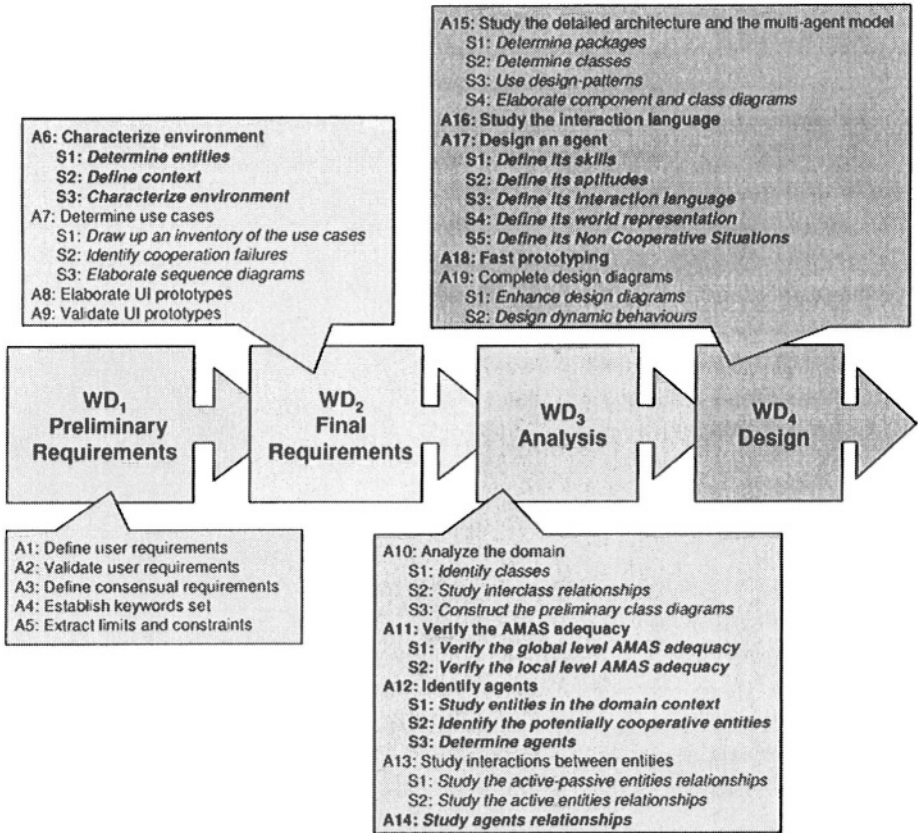 A15: Study the detailed architecture and the multi-agent model
S1: Determine packages
S2: Determine classes
S3: Use design-patterns
S4: Elaborate component and class diagrams
A16: Study the interaction language
A17: Design an agent
S1: Define its skills
S2: Define its aptitudes
S3: Define its interaction language
S4: Define its world representation
S5: Define its Non Cooperative Situations
A18: Fast prototyping
A19: Complete design diagrams
S1: Enhance design diagrams
S2: Design dynamic behaviours
A6: Characterize environment
S1: Determine entities
S2: Define context
S3: Characterize environment
A7: Determine use cases
S1: Draw up an inventory of the use cases
S2: Identify cooperation failures
S3: Elaborate sequence diagrams
A8: Elaborate UI prototypes
A9: Validate UI prototypes
WD1
Preliminary
Requirements
WD2
Final
Requirements
WD3
Analysis
WD4
Design
A1: Define user requirements
A2: Validate user requirements
A3: Define consensual requirements
A4: Establish keywords set
A5: Extract limits and constraints
A10: Analyze the domain
S1: Identify classes
S2: Study interclass relationships
S3: Construct the preliminary class diagrams
A11: Verify the AMAS adequacy
S1: Verify the global level AMAS adequacy
S2: Verify the local level AMAS adequacy
A12: Identify agents
S1: Study entities in the domain context
S2: Identify the potentially cooperative entities
S3: Determine agents
A13: Study interactions between entities
S1: Study the active-passive entities relationships
S2: Study the active entities relationships
A14: Study agents relationships